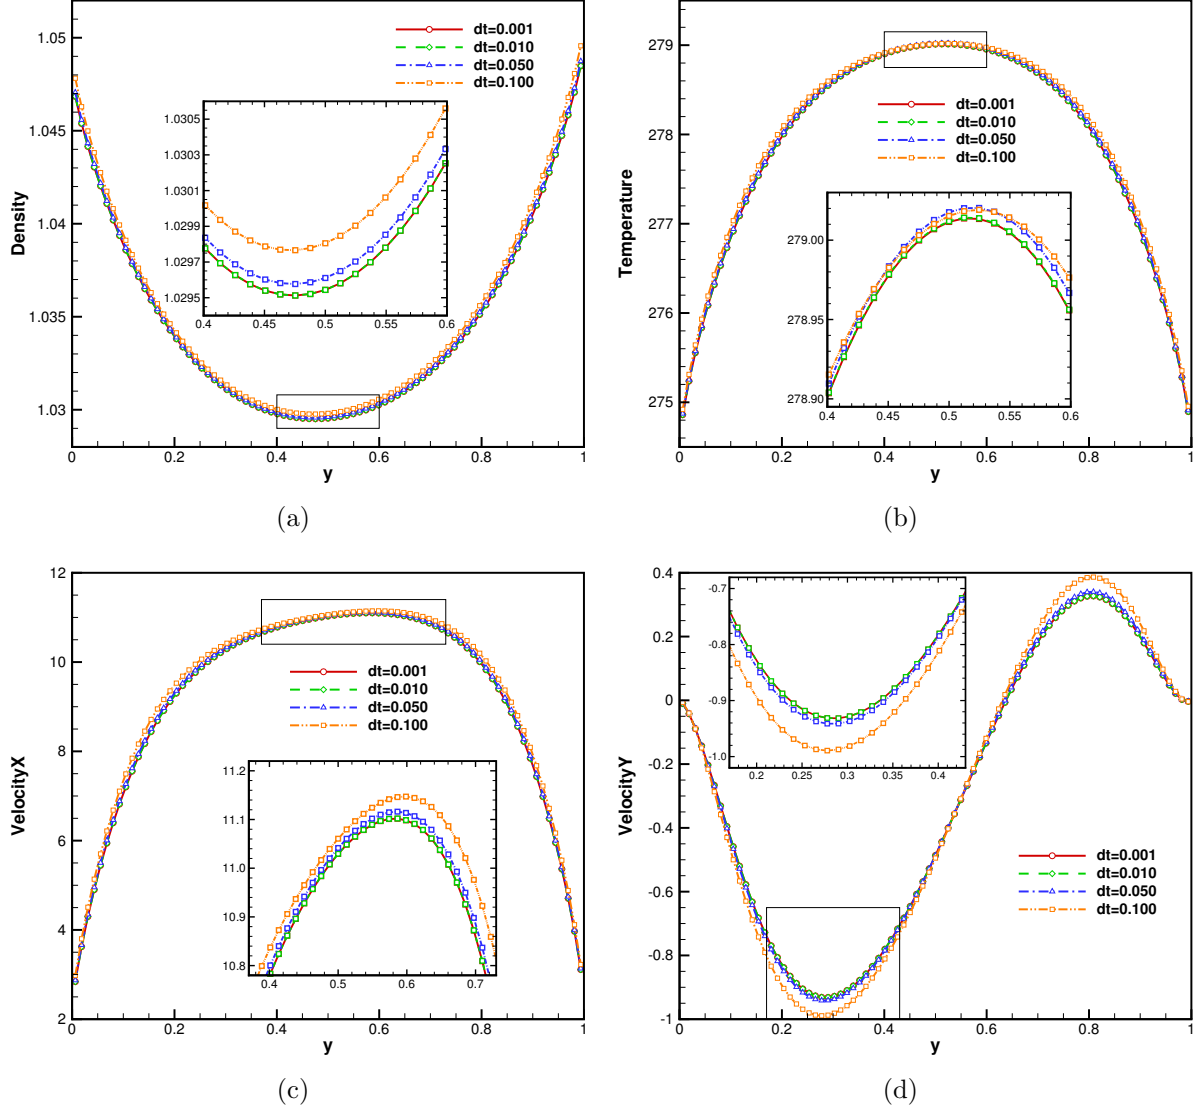 1.05
1.045
1.04
1.035
1.03
Density
dt=0.001
dt=0.010
dt=0.050
dt=0.100
1.0305
1.0303
1.0301
1.0299
1.0297
1.0295
0.4 0.45 0.5 0.55 0.6
0 0.2 0.4 0.6 0.8 1
y
(a)
279
278
277
276
275
Temperature
dt=0.001
dt=0.010
dt=0.050
dt=0.100
279.00
278.95
278.90
0.4 0.45 0.5 0.55 0.6
0 0.2 0.4 0.6 0.8 1
y
(b)
12
10
8
6
4
2
VelocityX
dt=0.001
dt=0.010
dt=0.050
dt=0.100
11.2
11.1
11.0
10.9
10.8
0.4 0.5 0.6 0.7
0 0.2 0.4 0.6 0.8 1
y
(c)
0.4
0.2
0
-0.2
-0.4
-0.6
-0.8
-1
VelocityY
-0.7
-0.8
-0.9
-1.0
0.2 0.25 0.3 0.35 0.4
dt=0.001
dt=0.010
dt=0.050
dt=0.100
0 0.2 0.4 0.6 0.8 1
y
(d)